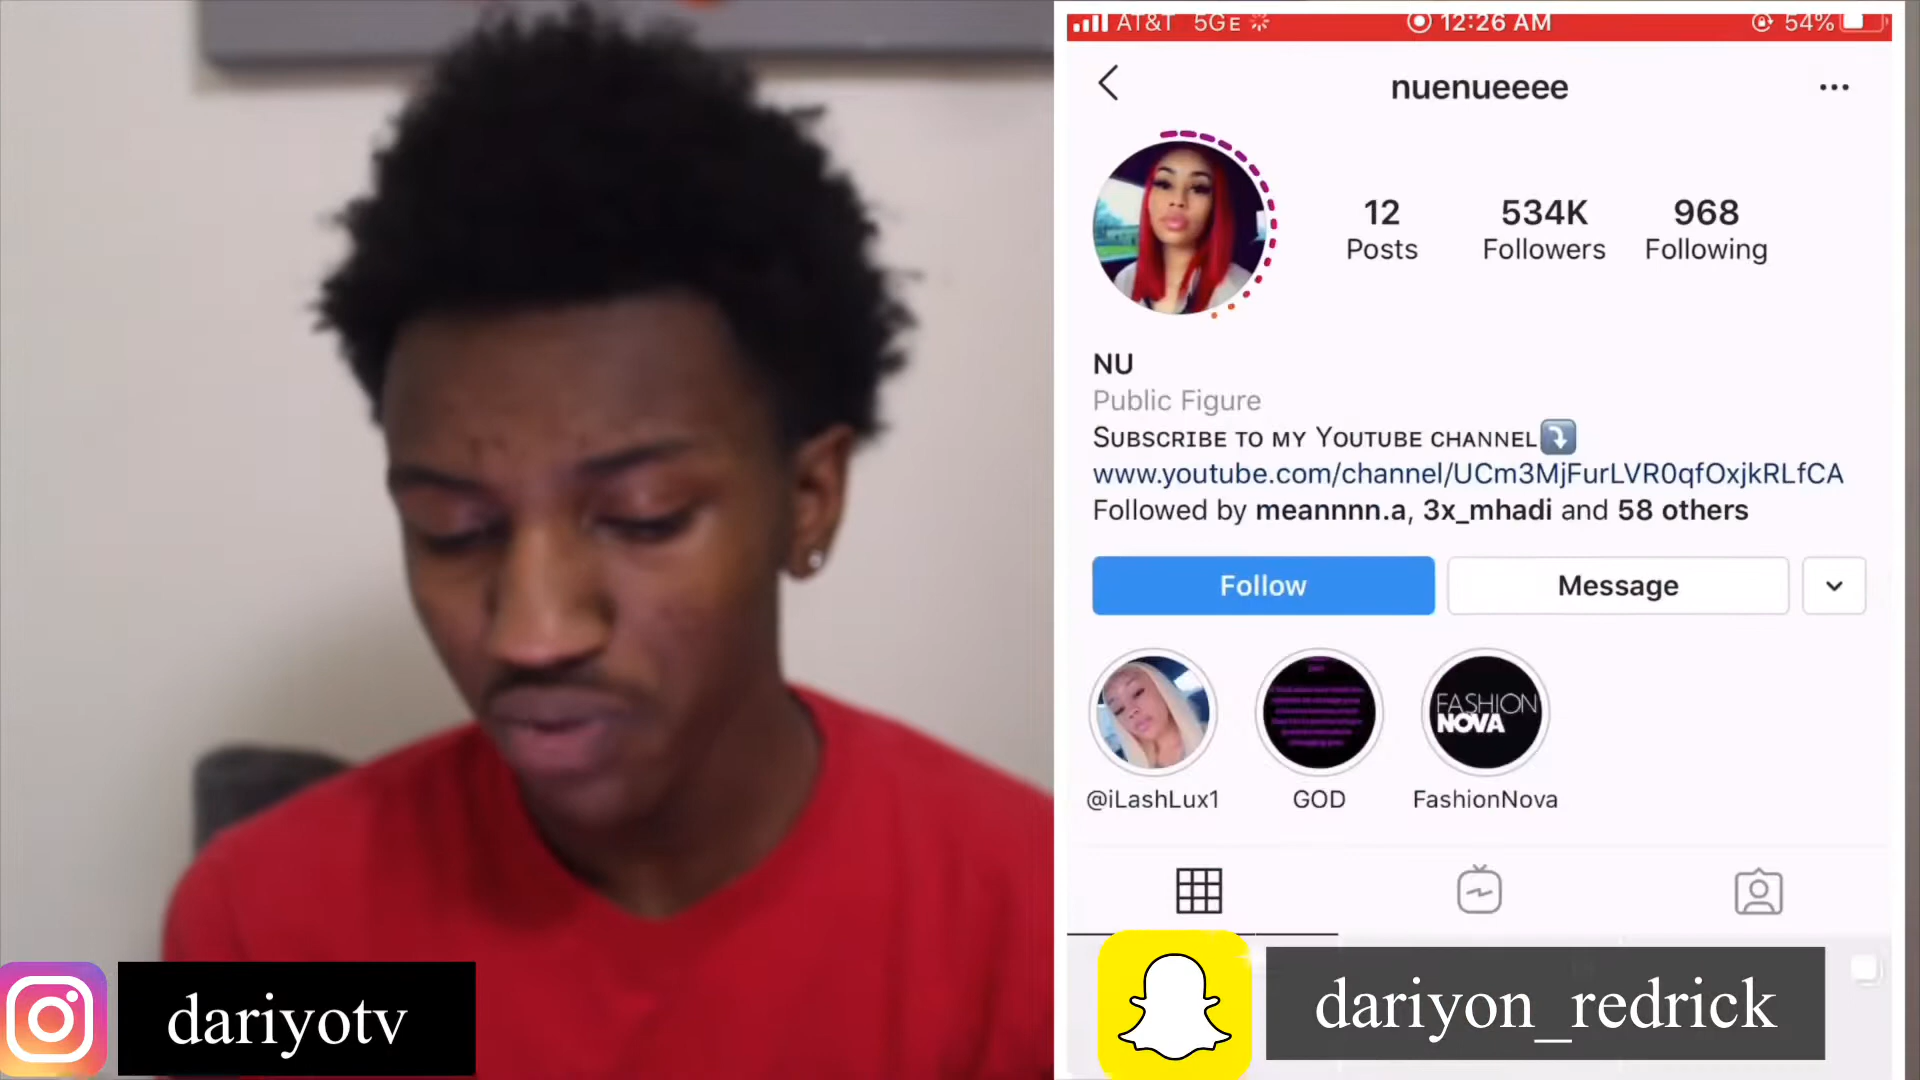 AT&T 5GE 12:26 AM 54%
nuenueeee
12 534K 968
Posts Followers Following
NU
Public Figure
SUBSCRIBE TO MY YOUTUBE CHANNEL
www.youtube.com/channel/UCm3MjFurLVR0qfOxjkRLfCA
Followed by meannnn.a, 3x_mhadi and 58 others
Follow Message
FASHION
NOVA
@iLashLux1 GOD FashionNova
dariyotv
dariyon_redrick